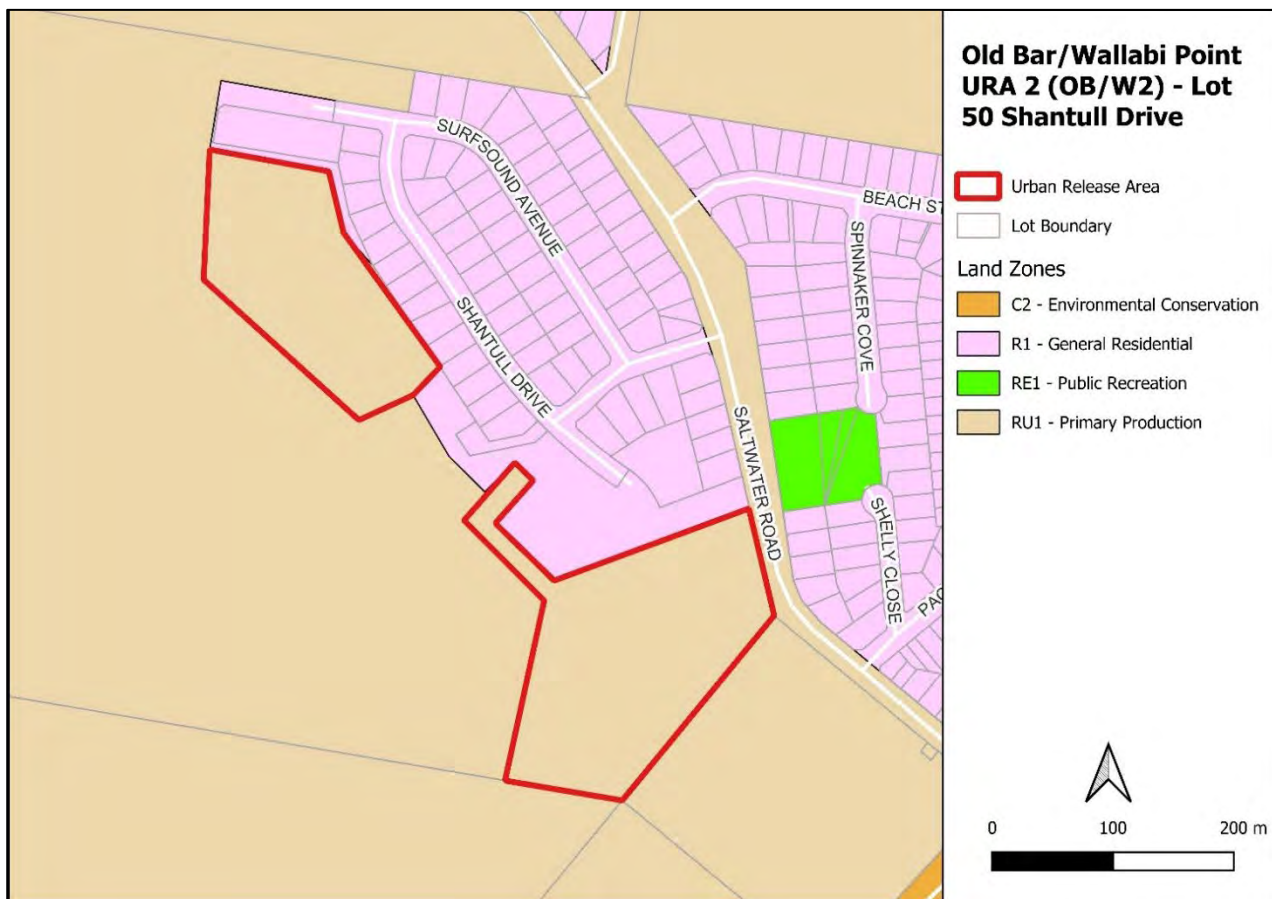 Old Bar/Wallabi Point
URA 2 (OB/W2) - Lot
50 Shantull Drive
Urban Release Area
Lot Boundary
Land Zones
C2 - Environmental Conservation
R1 - General Residential
RE1 - Public Recreation
RU1 - Primary Production
0 100 200 m
SURFSOUND AVENUE
SHANTULL DRIVE
SALTWATER ROAD
BEACH ST
SPINNAKER COVE
SHELLY CLOSE
PAC